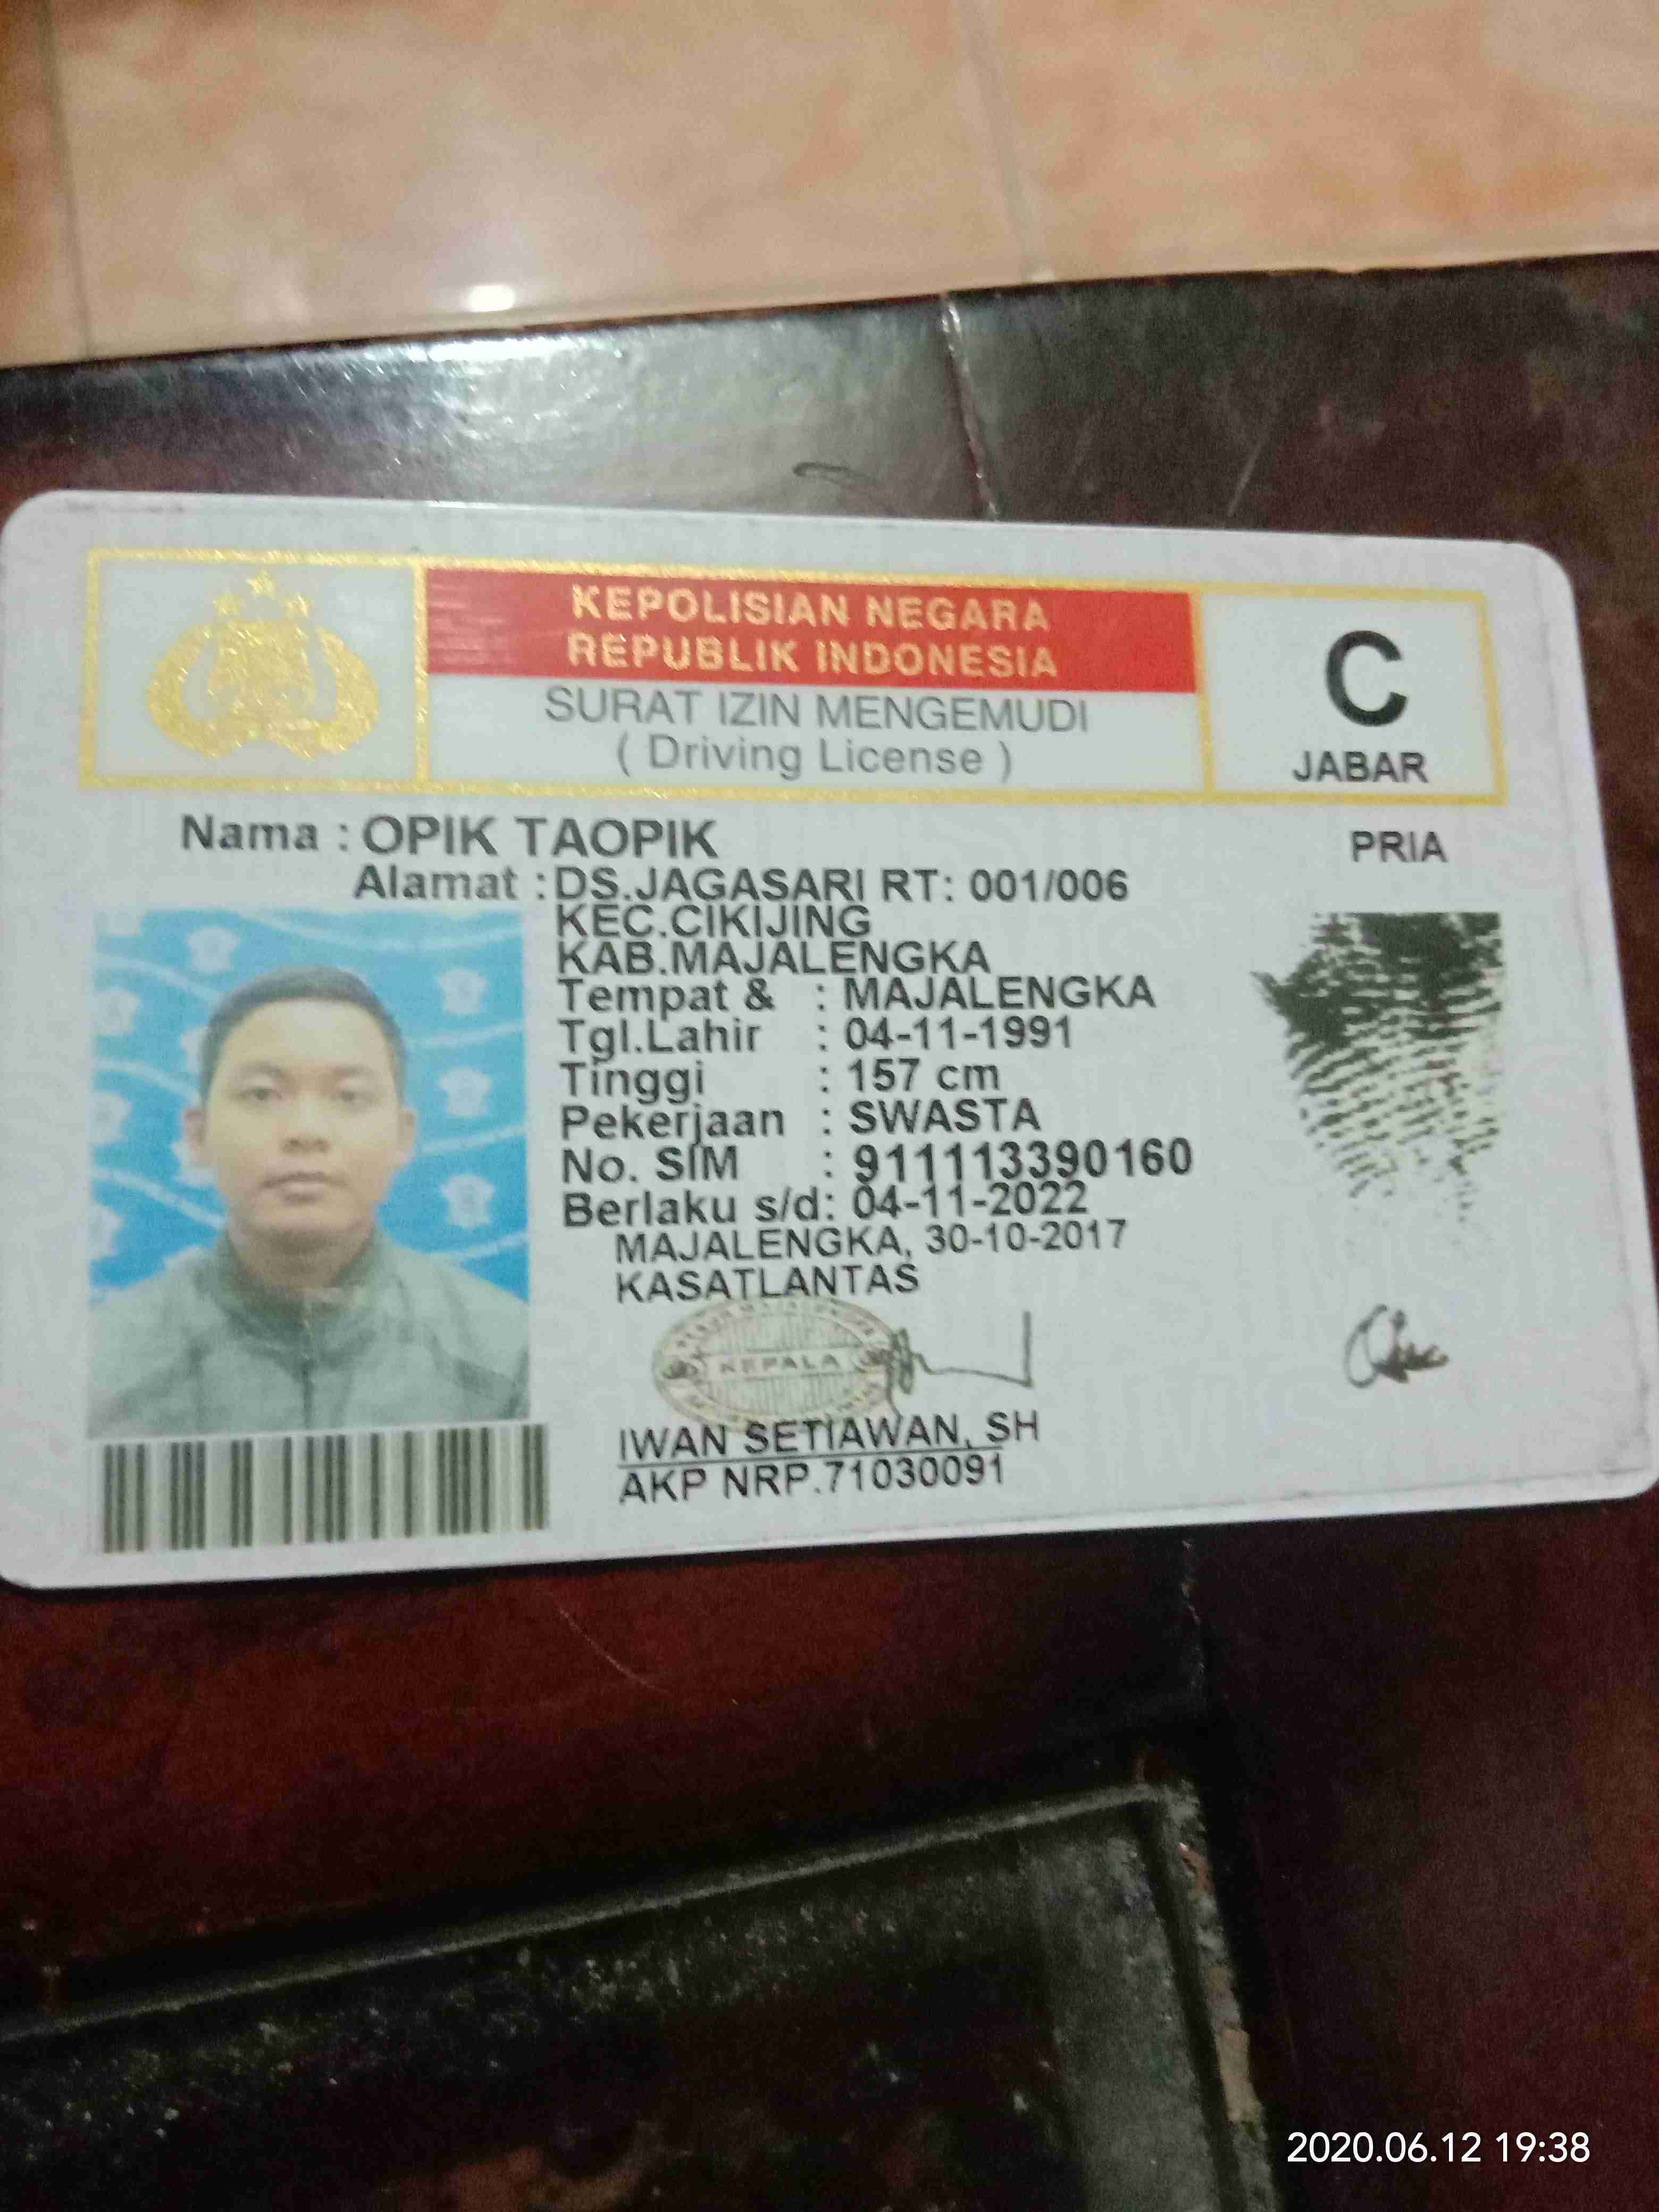 KEPOLISIAN NEGARA
REPUBLIK INDONESIA
SURAT IZIN MENGEMUDI
( Driving License )
C
JABAR
Nama : OPIK TAOPIK
PRIA
Alamat : DS.JAGASARI RT: 001/006
KEC.CIKIJING
KAB.MAJALENGKA
Tempat & : MAJALENGKA
Tgl.Lahir : 04-11-1991
Tinggi : 157 cm
Pekerjaan : SWASTA
No. SIM : 911113390160
Berlaku s/d: 04-11-2022
MAJALENGKA, 30-10-2017
KASATLANTAS
KEPALA
IWAN SETIAWAN, SH
AKP NRP.71030091
2020.06.12 19:38